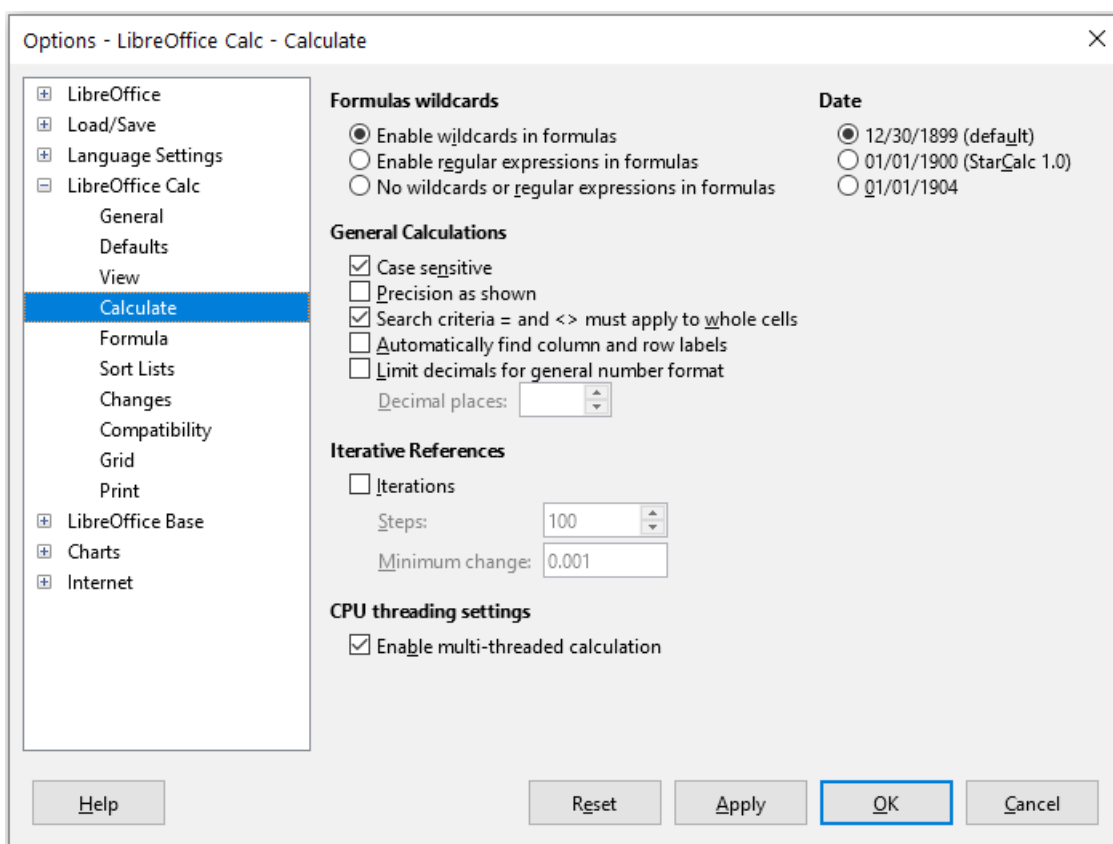 Options - LibreOffice Calc - Calculate
LibreOffice
Load/Save
Language Settings
LibreOffice Calc
General
Defaults
View
Calculate
Formula
Sort Lists
Changes
Compatibility
Grid
Print
LibreOffice Base
Charts
Internet
Formulas wildcards
Enable wildcards in formulas
Enable regular expressions in formulas
No wildcards or regular expressions in formulas
Date
12/30/1899 (default)
01/01/1900 (StarCalc 1.0)
01/01/1904
General Calculations
Case sensitive
Precision as shown
Search criteria = and <> must apply to whole cells
Automatically find column and row labels
Limit decimals for general number format
Decimal places:
Iterative References
Iterations
Steps: 100
Minimum change: 0.001
CPU threading settings
Enable multi-threaded calculation
Help Reset Apply OK Cancel